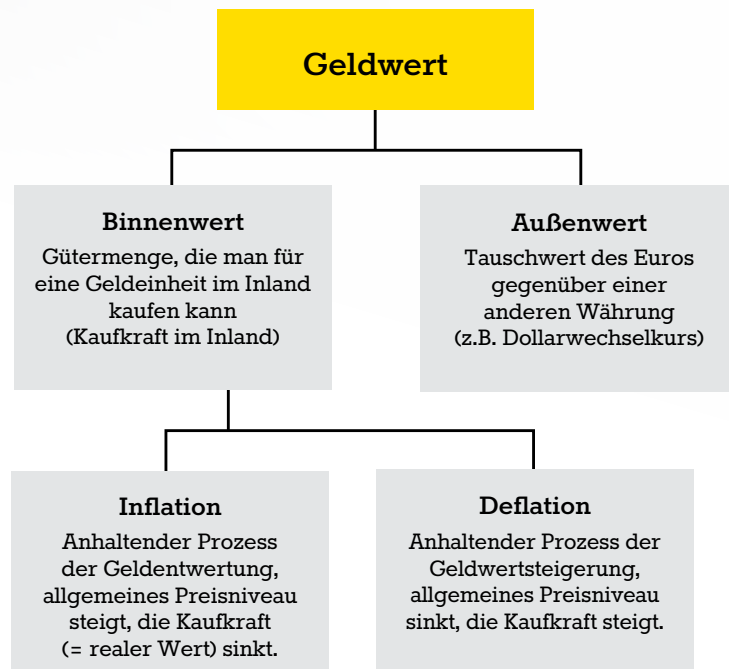 Geldwert
Binnenwert
Gütermenge, die man für
eine Geldeinheit im Inland
kaufen kann
(Kaufkraft im Inland)
Außenwert
Tauschwert des Euros
gegenüber einer
anderen Währung
(z.B. Dollarwechselkurs)
Inflation
Anhaltender Prozess
der Geldentwertung,
allgemeines Preisniveau
steigt, die Kaufkraft
(= realer Wert) sinkt.
Deflation
Anhaltender Prozess der
Geldwertsteigerung,
allgemeines Preisniveau
sinkt, die Kaufkraft steigt.